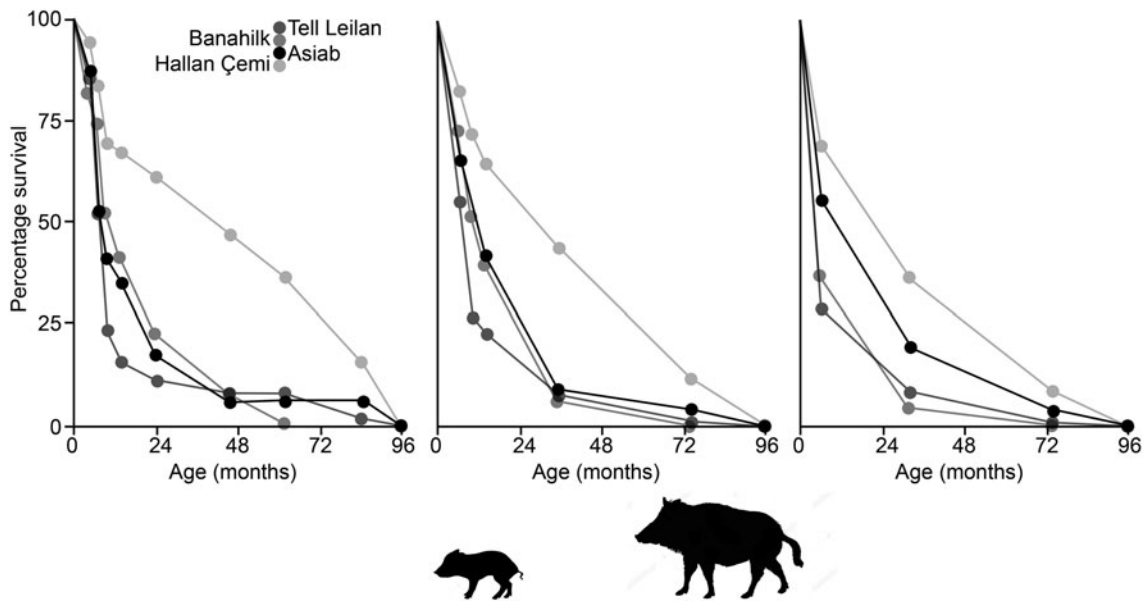 100
75
50
25
0
Percentage survival
Tell Leilan
Banahilk
Asiab
Hallan Çemi
0 24 48 72 96
Age (months)
0 24 48 72 96
Age (months)
0 24 48 72 96
Age (months)